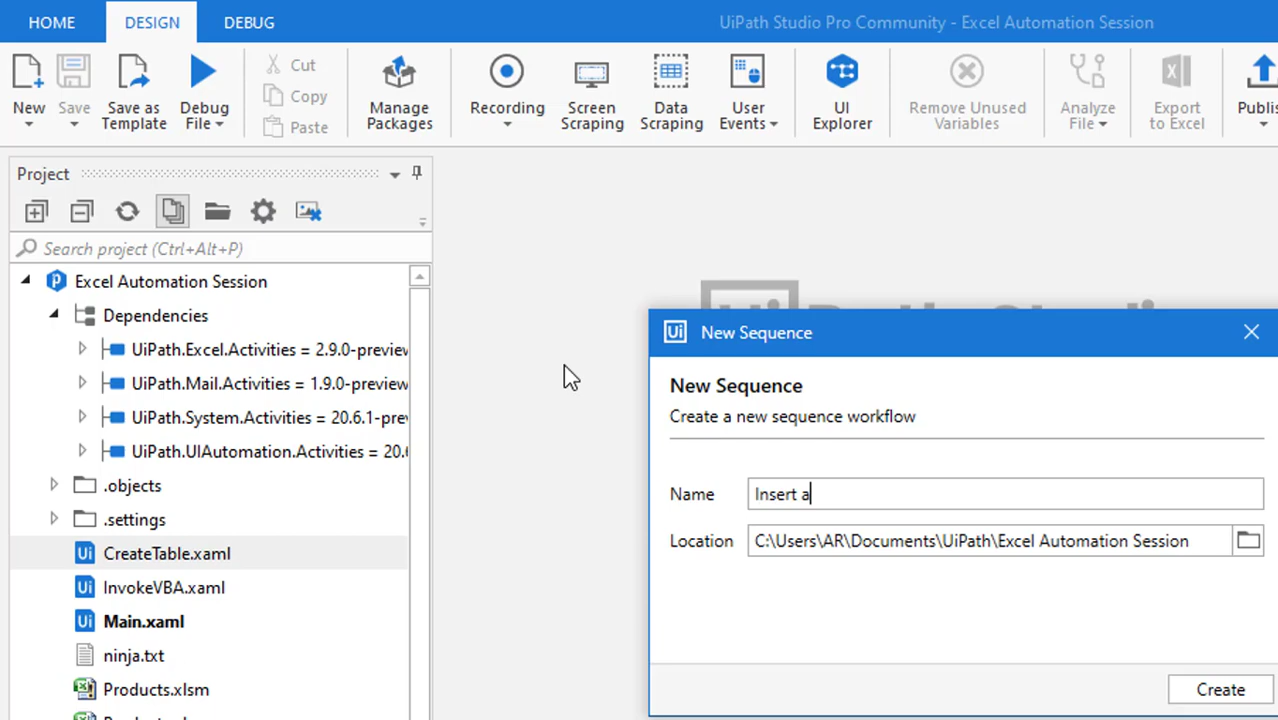 HOME DESIGN DEBUG UiPath Studio Pro Community - Excel Automation Session
New Save Save as Template Debug File Cut Copy Paste Manage Packages Recording Screen Scraping Data Scraping User Events UI Explorer Remove Unused Variables Analyze File Export to Excel Publis
Project
Search project (Ctrl+Alt+P)
Excel Automation Session
Dependencies
UiPath.Excel.Activities = 2.9.0-preview
UiPath.Mail.Activities = 1.9.0-preview
UiPath.System.Activities = 20.6.1-pre
UiPath.UIAutomation.Activities = 20.6
.objects
.settings
CreateTable.xaml
InvokeVBA.xaml
Main.xaml
ninja.txt
Products.xlsm
Ui New Sequence
New Sequence
Create a new sequence workflow
Name Insert a
Location C:\Users\AR\Documents\UiPath\Excel Automation Session
Create